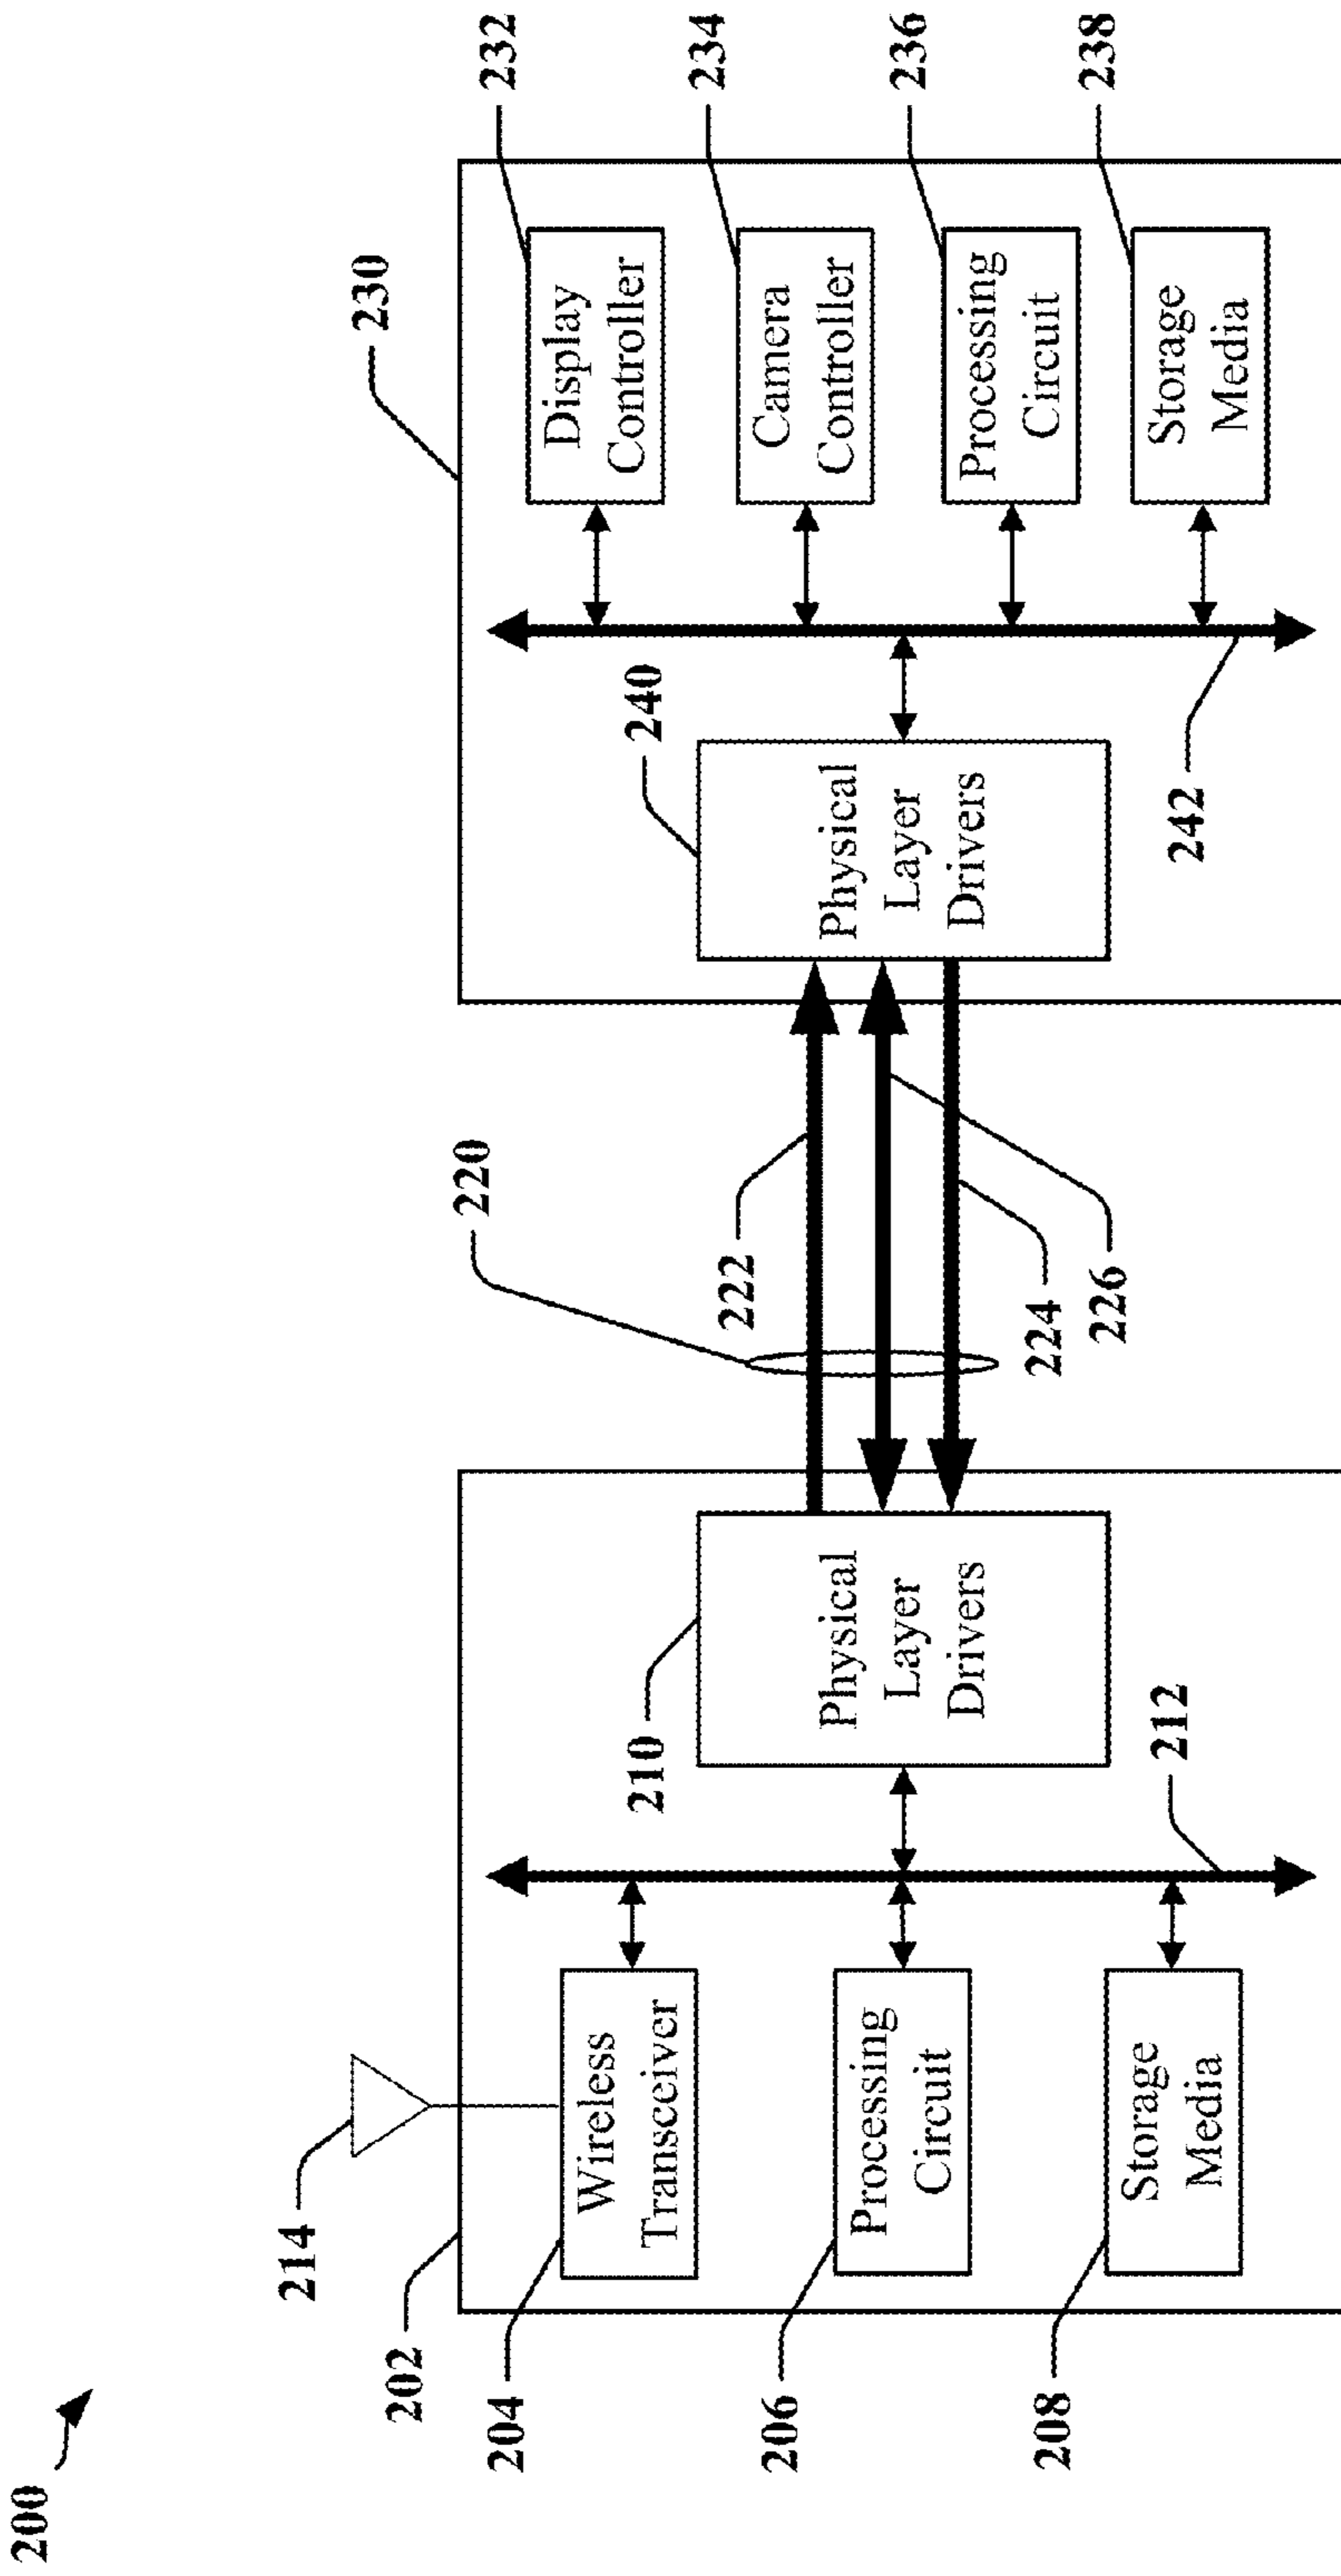 200
214
202
230
204
Wireless
Transceiver
206
Processing
Circuit
208
Storage
Media
210
Physical
Layer
Drivers
212
220
222
224
226
240
Physical
Layer
Drivers
242
232
Display
Controller
234
Camera
Controller
236
Processing
Circuit
238
Storage
Media